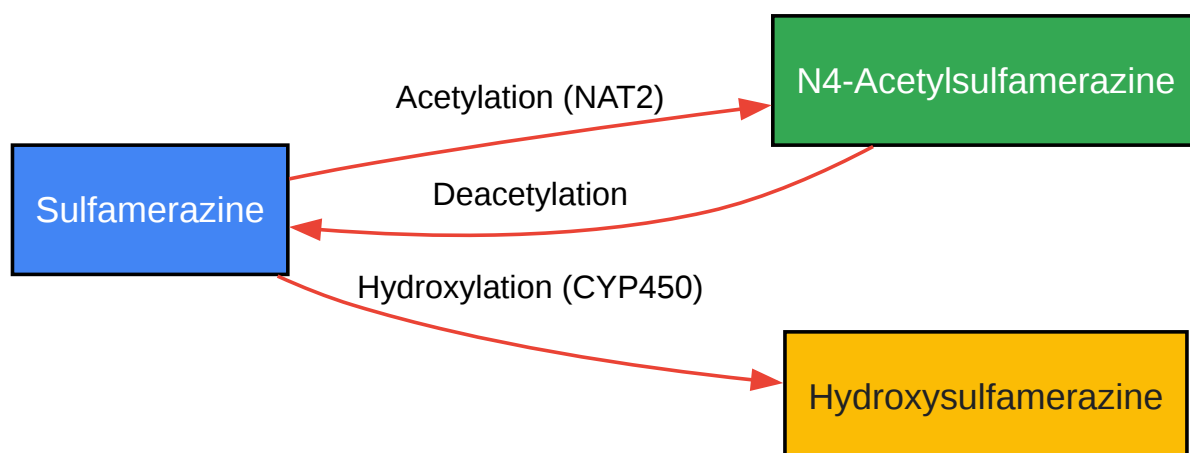 N4-Acetylsulfamerazine
Acetylation (NAT2)
Deacetylation
Sulfamerazine
Hydroxylation (CYP450)
Hydroxysulfamerazine